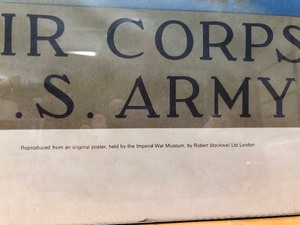 IR CORPS
.S. ARMY
Reproduced from an original poster, held by the Imperial War Museum, by Robert Stockwell Ltd London